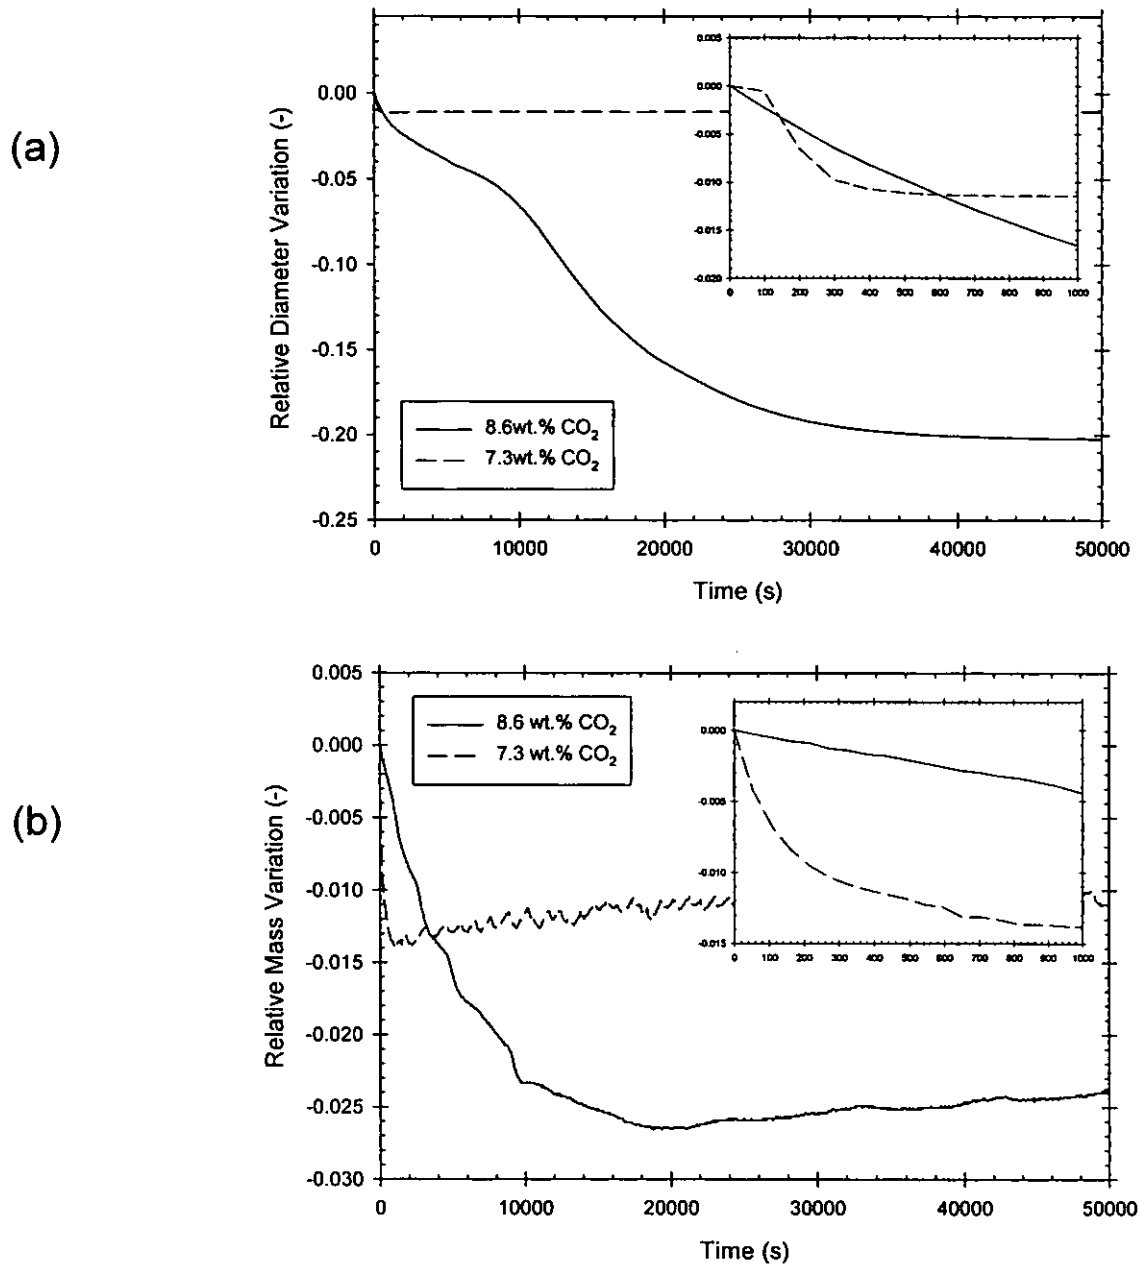 (a)
Relative Diameter Variation (-)
0.00
-0.05
-0.10
-0.15
-0.20
-0.25
0 10000 20000 30000 40000 50000
Time (s)
8.6wt.% CO₂
7.3wt.% CO₂
0.005
0.000
-0.005
-0.010
-0.015
-0.020
0 100 200 300 400 500 600 700 800 900 1000
(b)
Relative Mass Variation (-)
0.005
0.000
-0.005
-0.010
-0.015
-0.020
-0.025
-0.030
0 10000 20000 30000 40000 50000
Time (s)
8.6 wt.% CO₂
7.3 wt.% CO₂
0.000
-0.005
-0.010
-0.015
0 100 200 300 400 500 600 700 800 900 1000